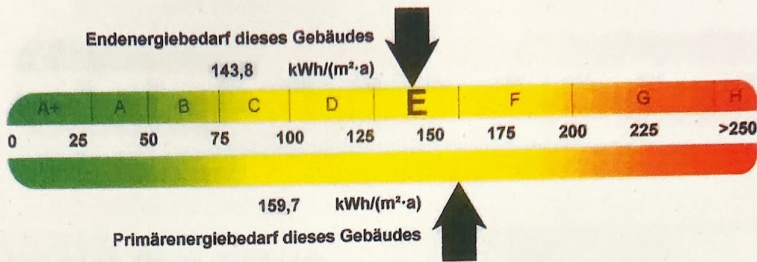 Endenergiebedarf dieses Gebäudes
143,8 kWh/(m²·a)
A+ A B C D E F G H
0 25 50 75 100 125 150 175 200 225 >250
159,7 kWh/(m²·a)
Primärenergiebedarf dieses Gebäudes